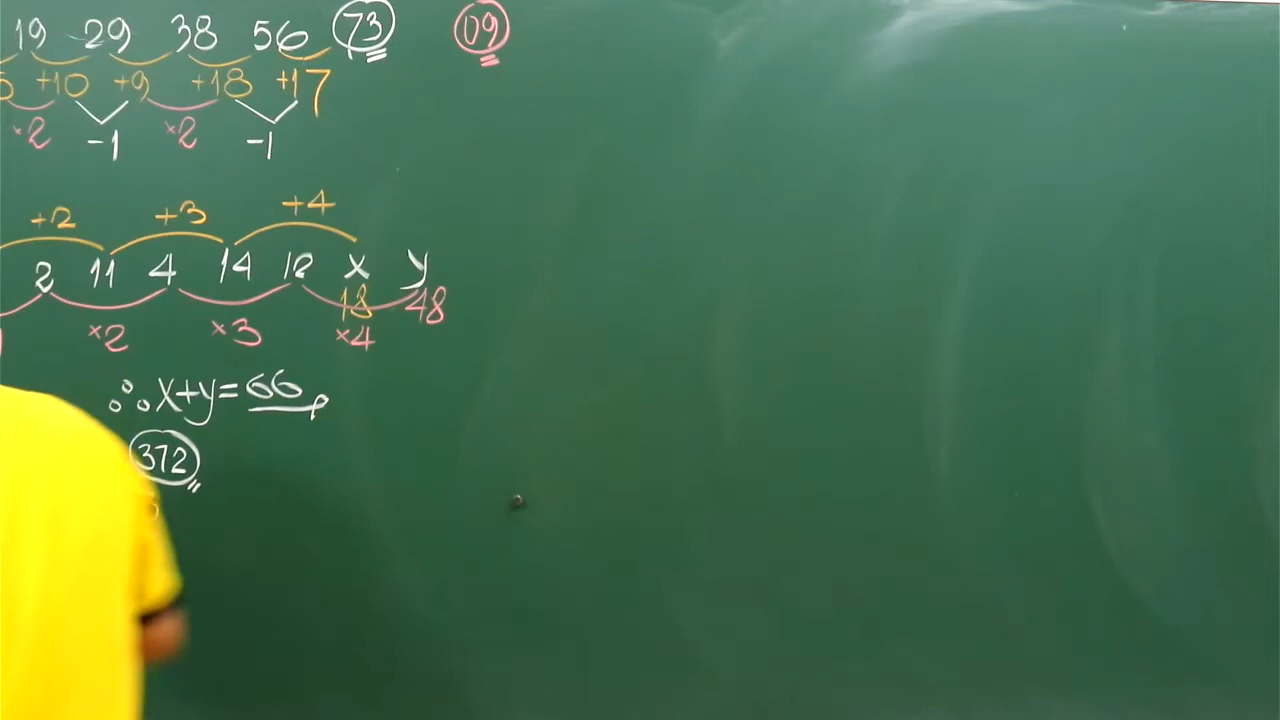 19 29 38 56 73 09
5 +10 +9 +18 +17
×2 -1 ×2 -1
+2 +3 +4
2 11 4 14 12 x y
18 48
×2 ×3 ×4
∴ x+y= 66
372